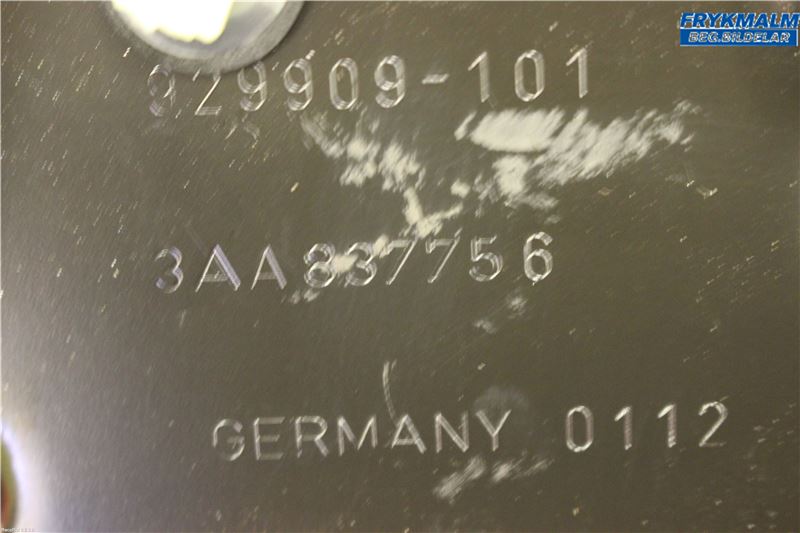 FRYKMALM
BEG.BILDELAR
929909-101
3AA837756
GERMANY 0112